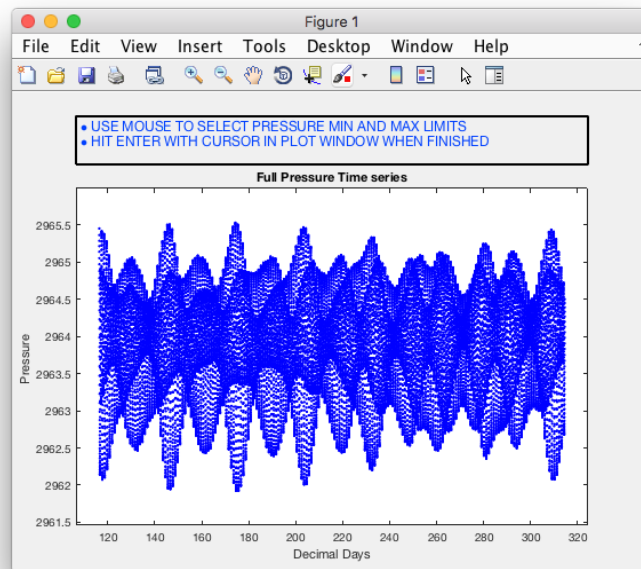 Figure 1
File Edit View Insert Tools Desktop Window Help
• USE MOUSE TO SELECT PRESSURE MIN AND MAX LIMITS
• HIT ENTER WITH CURSOR IN PLOT WINDOW WHEN FINISHED
Full Pressure Time series
2965.5
2965
2964.5
2964
2963.5
2963
2962.5
2962
2961.5
Pressure
120 140 160 180 200 220 240 260 280 300 320
Decimal Days